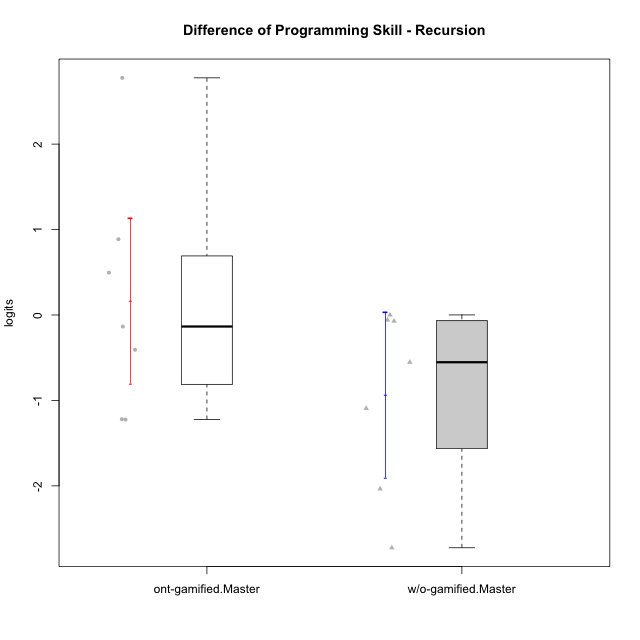 Difference of Programming Skill - Recursion
logits
2
1
0
-1
-2
ont-gamified.Master
w/o-gamified.Master